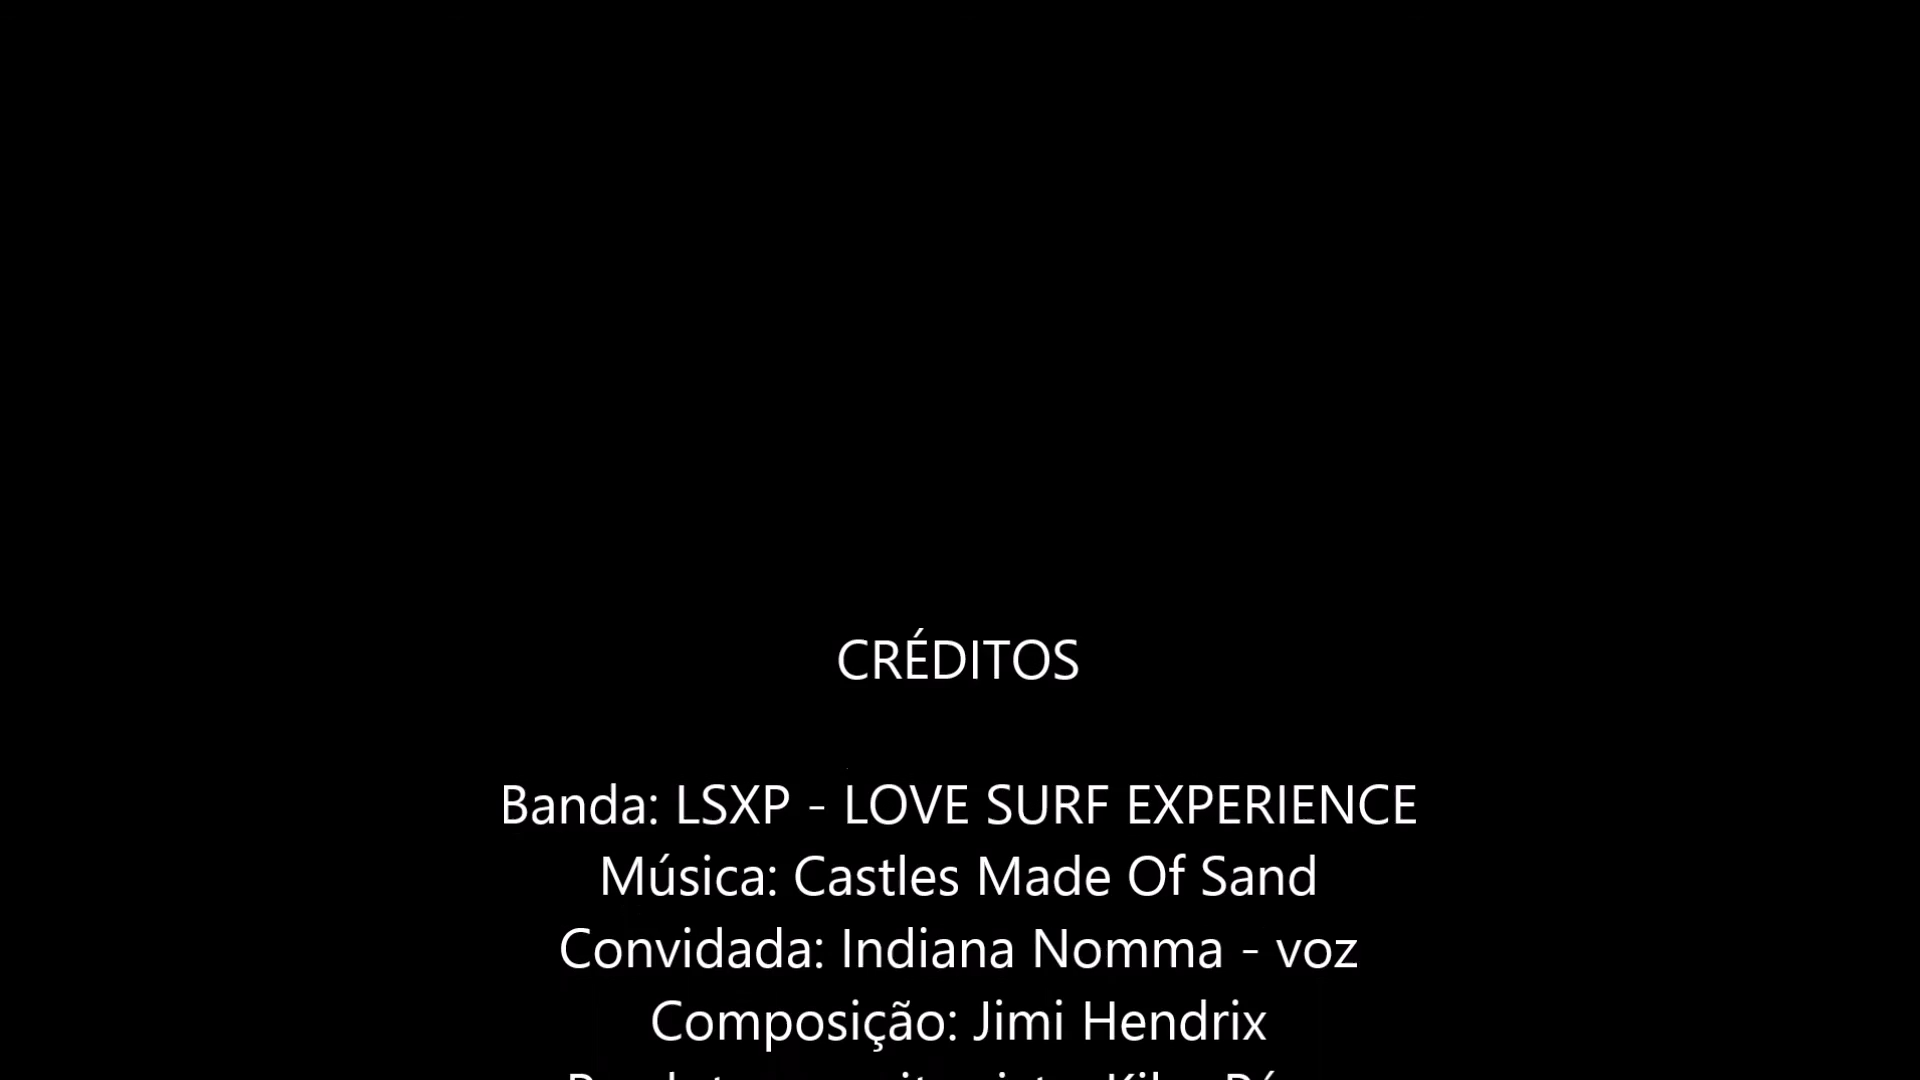 CRÉDITOS
Banda: LSXP - LOVE SURF EXPERIENCE
Música: Castles Made Of Sand
Convidada: Indiana Nomma - voz
Composição: Jimi Hendrix